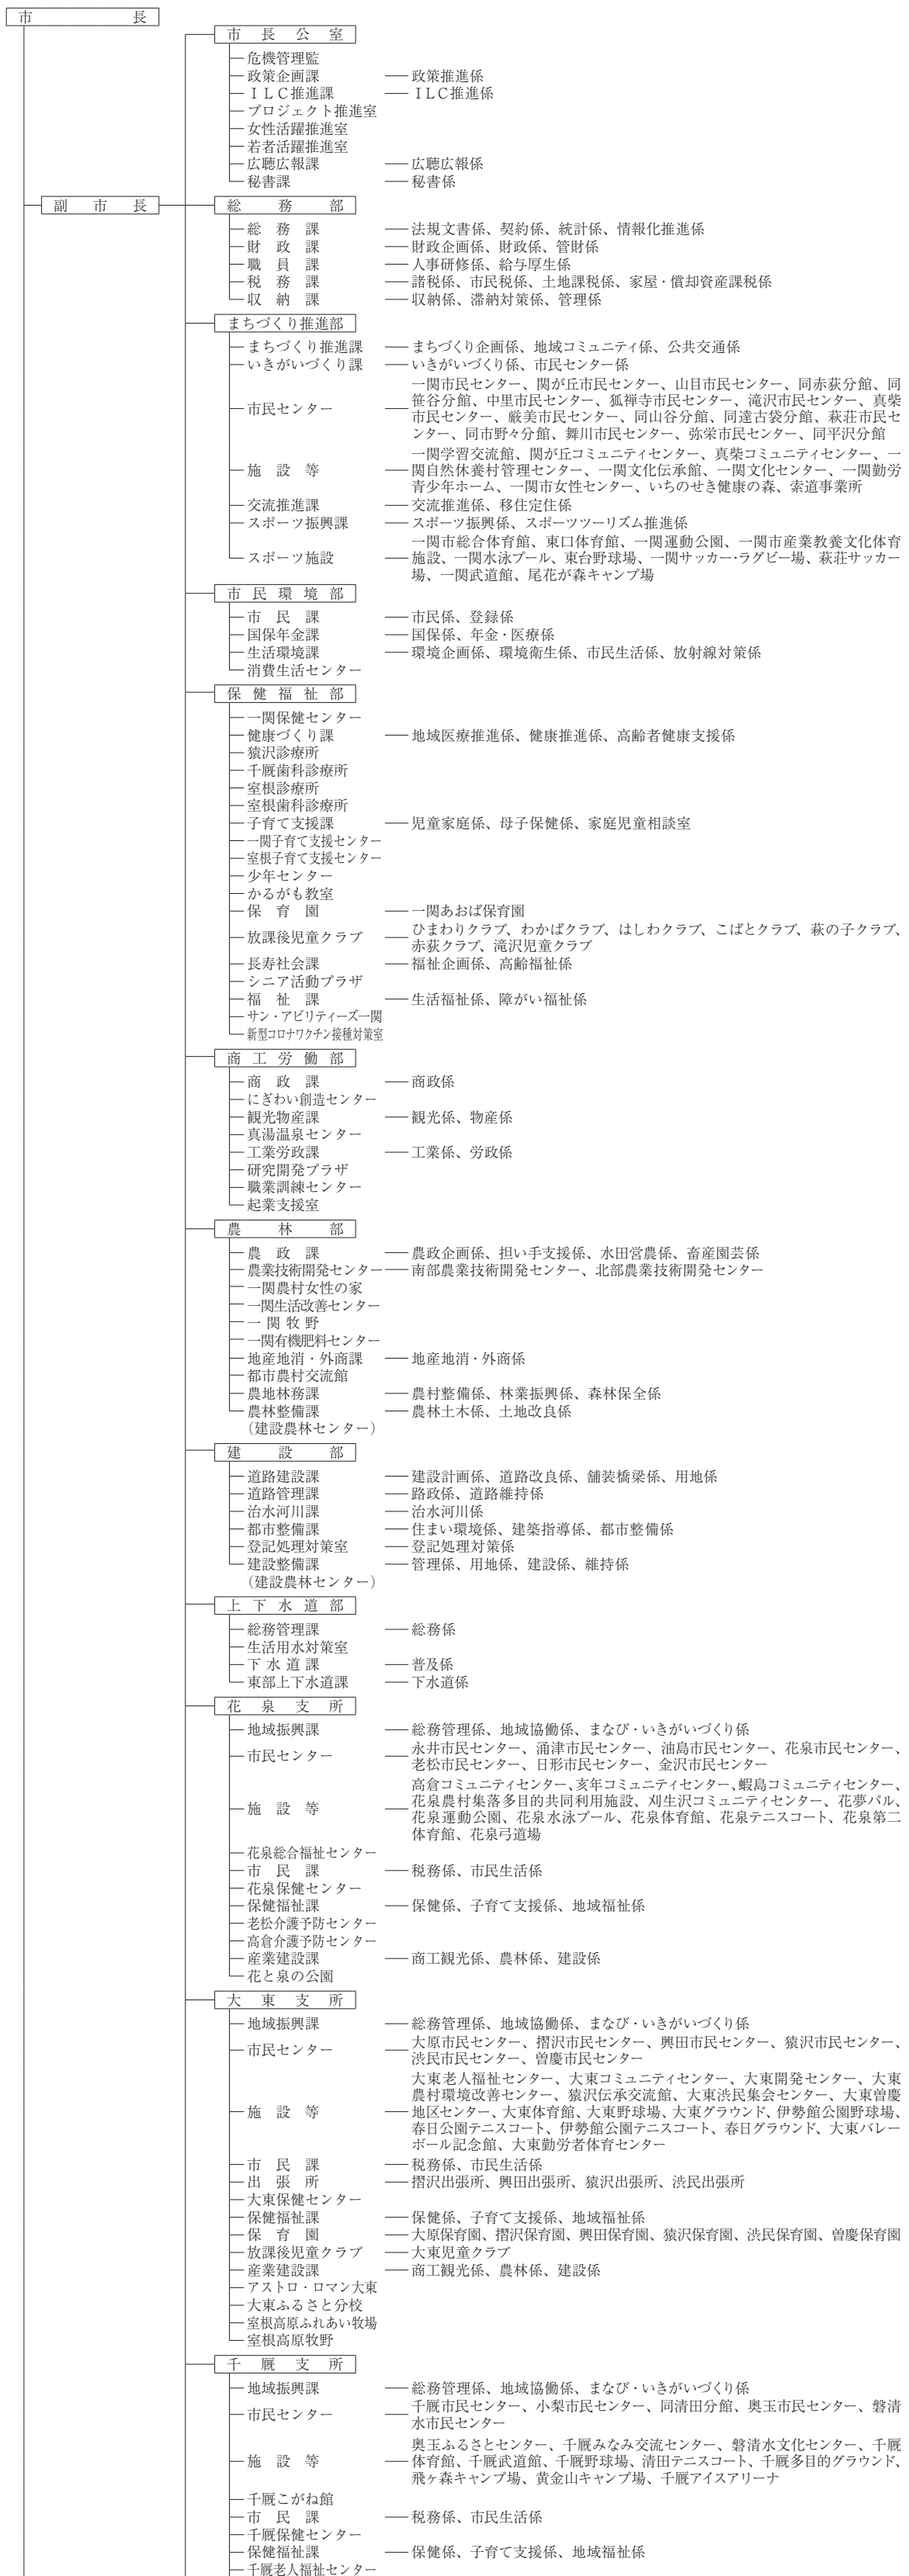 市長
市長公室
危機管理監
政策企画課 政策推進係
ILC推進課 ILC推進係
プロジェクト推進室
女性活躍推進室
若者活躍推進室
広聴広報課 広聴広報係
秘書課 秘書係
副市長 総務部
総務課 法規文書係、契約係、統計係、情報化推進係
財政課 財政企画係、財政係、管財係
職員課 人事研修係、給与厚生係
税務課 諸税係、市民税係、土地課税係、家屋・償却資産課税係
収納課 収納係、滞納対策係、管理係
まちづくり推進部
まちづくり推進課 まちづくり企画係、地域コミュニティ係、公共交通係
いきがいづくり課 いきがいづくり係、市民センター係
一関市民センター、関が丘市民センター、山目市民センター、同赤荻分館、同
市民センター 笹谷分館、中里市民センター、狐禅寺市民センター、滝沢市民センター、真柴
市民センター、厳美市民センター、同山谷分館、同達古袋分館、萩荘市民セ
ンター、同市野々分館、舞川市民センター、弥栄市民センター、同平沢分館
一関学習交流館、関が丘コミュニティセンター、真柴コミュニティセンター、一
施設等 関自然休養村管理センター、一関文化伝承館、一関文化センター、一関勤労
青少年ホーム、一関市女性センター、いちのせき健康の森、索道事業所
交流推進課 交流推進係、移住定住係
スポーツ振興課 スポーツ振興係、スポーツツーリズム推進係
一関市総合体育館、東口体育館、一関運動公園、一関市産業教養文化体育
スポーツ施設 施設、一関水泳プール、東台野球場、一関サッカー・ラグビー場、萩荘サッカー
場、一関武道館、尾花が森キャンプ場
市民環境部
市民課 市民係、登録係
国保年金課 国保係、年金・医療係
生活環境課 環境企画係、環境衛生係、市民生活係、放射線対策係
消費生活センター
保健福祉部
一関保健センター
健康づくり課 地域医療推進係、健康推進係、高齢者健康支援係
猿沢診療所
千厩歯科診療所
室根診療所
室根歯科診療所
子育て支援課 児童家庭係、母子保健係、家庭児童相談室
一関子育て支援センター
室根子育て支援センター
少年センター
かるがも教室
保育園 一関あおば保育園
放課後児童クラブ ひまわりクラブ、わかばクラブ、はしわクラブ、こばとクラブ、萩の子クラブ、
赤荻クラブ、滝沢児童クラブ
長寿社会課 福祉企画係、高齢福祉係
シニア活動プラザ
福祉課 生活福祉係、障がい福祉係
サン・アビリティーズ一関
新型コロナワクチン接種対策室
商工労働部
商政課 商政係
にぎわい創造センター
観光物産課 観光係、物産係
真湯温泉センター
工業労政課 工業係、労政係
研究開発プラザ
職業訓練センター
起業支援室
農林部
農政課 農政企画係、担い手支援係、水田営農係、畜産園芸係
農業技術開発センター 南部農業技術開発センター、北部農業技術開発センター
一関農村女性の家
一関生活改善センター
一関牧野
一関有機肥料センター
地産地消・外商課 地産地消・外商係
都市農村交流館
農地林務課 農村整備係、林業振興係、森林保全係
農林整備課 農林土木係、土地改良係
(建設農林センター)
建設部
道路建設課 建設計画係、道路改良係、舗装橋梁係、用地係
道路管理課 路政係、道路維持係
治水河川課 治水河川係
都市整備課 住まい環境係、建築指導係、都市整備係
登記処理対策室 登記処理対策係
建設整備課 管理係、用地係、建設係、維持係
(建設農林センター)
上下水道部
総務管理課 総務係
生活用水対策室
下水道課 普及係
東部上下水道課 下水道係
花泉支所
地域振興課 総務管理係、地域協働係、まなび・いきがいづくり係
市民センター 永井市民センター、涌津市民センター、油島市民センター、花泉市民センター、
老松市民センター、日形市民センター、金沢市民センター
高倉コミュニティセンター、亥年コミュニティセンター、蝦島コミュニティセンター、
施設等 花泉農村集落多目的共同利用施設、刈生沢コミュニティセンター、花夢パル、
花泉運動公園、花泉水泳プール、花泉体育館、花泉テニスコート、花泉第二
体育館、花泉弓道場
花泉総合福祉センター
市民課 税務係、市民生活係
花泉保健センター
保健福祉課 保健係、子育て支援係、地域福祉係
老松介護予防センター
高倉介護予防センター
産業建設課 商工観光係、農林係、建設係
花と泉の公園
大東支所
地域振興課 総務管理係、地域協働係、まなび・いきがいづくり係
市民センター 大原市民センター、摺沢市民センター、興田市民センター、猿沢市民センター、
渋民市民センター、曽慶市民センター
大東老人福祉センター、大東コミュニティセンター、大東開発センター、大東
農村環境改善センター、猿沢伝承交流館、大東渋民集会センター、大東曽慶
施設等 地区センター、大東体育館、大東野球場、大東グラウンド、伊勢館公園野球場、
春日公園テニスコート、伊勢館公園テニスコート、春日グラウンド、大東バレー
ボール記念館、大東勤労者体育センター
市民課 税務係、市民生活係
出張所 摺沢出張所、興田出張所、猿沢出張所、渋民出張所
大東保健センター
保健福祉課 保健係、子育て支援係、地域福祉係
保育園 大原保育園、摺沢保育園、興田保育園、猿沢保育園、渋民保育園、曽慶保育園
放課後児童クラブ 大東児童クラブ
産業建設課 商工観光係、農林係、建設係
アストロ・ロマン大東
大東ふるさと分校
室根高原ふれあい牧場
室根高原牧野
千厩支所
地域振興課 総務管理係、地域協働係、まなび・いきがいづくり係
市民センター 千厩市民センター、小梨市民センター、同清田分館、奥玉市民センター、磐清
水市民センター
奥玉ふるさとセンター、千厩みなみ交流センター、磐清水文化センター、千厩
施設等 体育館、千厩武道館、千厩野球場、清田テニスコート、千厩多目的グラウンド、
飛ヶ森キャンプ場、黄金山キャンプ場、千厩アイスアリーナ
千厩こがね館
市民課 税務係、市民生活係
千厩保健センター
保健福祉課 保健係、子育て支援係、地域福祉係
千厩老人福祉センター